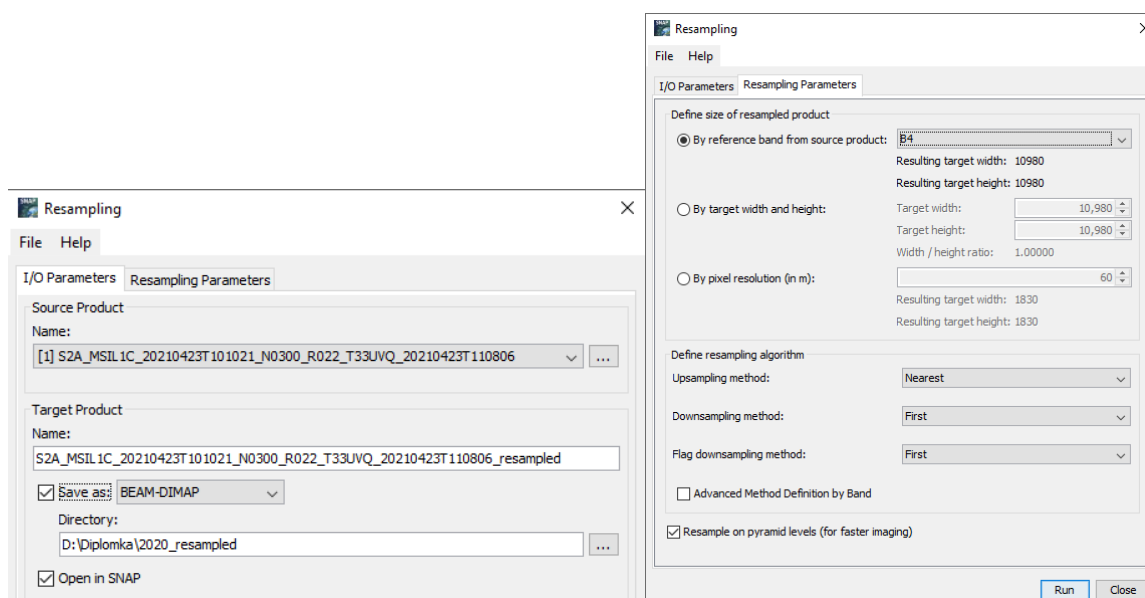 Resampling
File Help
I/O Parameters Resampling Parameters
Source Product
Name:
[1] S2A_MSIL1C_20210423T101021_N0300_R022_T33UVQ_20210423T110806
...
Target Product
Name:
S2A_MSIL1C_20210423T101021_N0300_R022_T33UVQ_20210423T110806_resampled
Save as: BEAM-DIMAP
Directory:
D:\Diplomka\2020_resampled
...
Open in SNAP
Resampling
File Help
I/O Parameters Resampling Parameters
Define size of resampled product
By reference band from source product: B4
Resulting target width: 10980
Resulting target height: 10980
By target width and height: Target width: 10,980
Target height: 10,980
Width / height ratio: 1.00000
By pixel resolution (in m): 60
Resulting target width: 1830
Resulting target height: 1830
Define resampling algorithm
Upsampling method: Nearest
Downsampling method: First
Flag downsampling method: First
Advanced Method Definition by Band
Resample on pyramid levels (for faster imaging)
Run Close